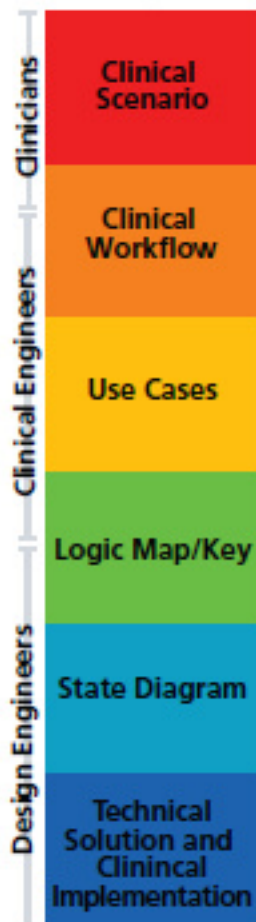 Clinicians
Clinical Engineers
Design Engineers
Clinical
Scenario
Clinical
Workflow
Use Cases
Logic Map/Key
State Diagram
Technical
Solution and
Clinincal
Implementation